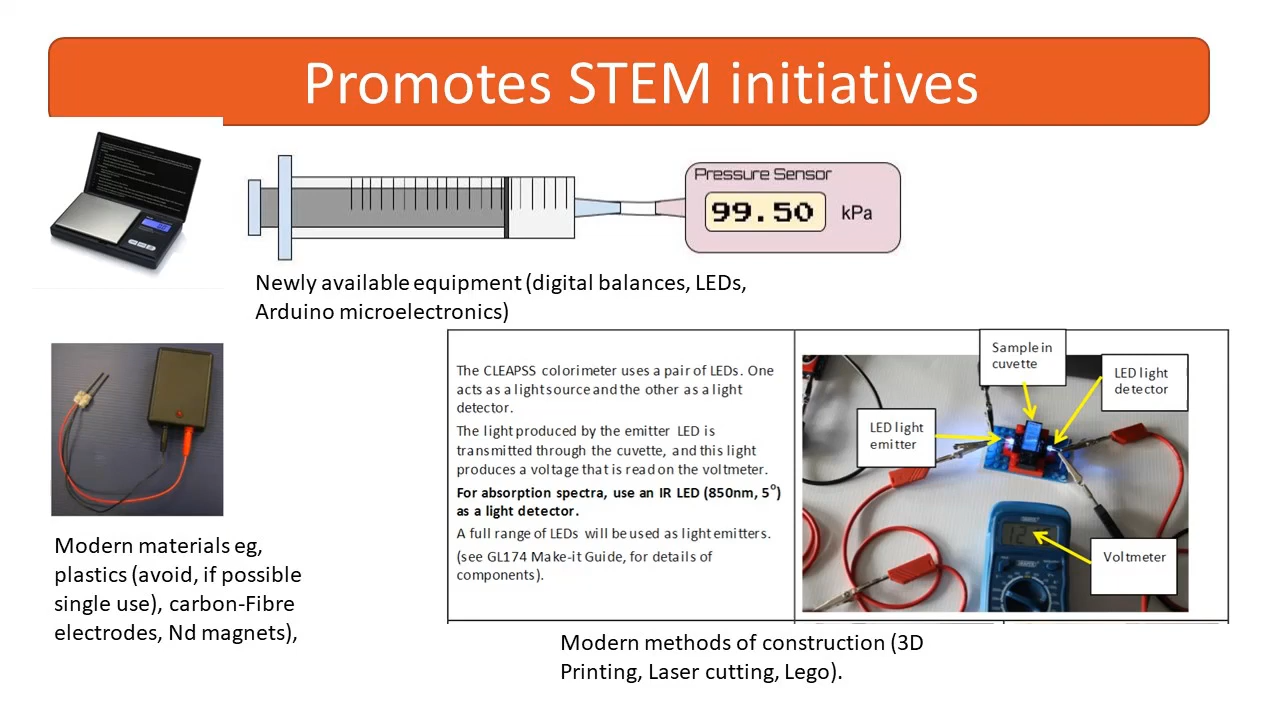 Promotes STEM initiatives
Pressure Sensor
99.50 kPa
Newly available equipment (digital balances, LEDs,
Arduino microelectronics)
The CLEAPSS colorimeter uses a pair of LEDs. One
acts as a light source and the other as a light
detector.
The light produced by the emitter LED is
transmitted through the cuvette, and this light
produces a voltage that is read on the voltmeter.
For absorption spectra, use an IR LED (850nm, 5°)
as a light detector.
A full range of LEDs will be used as light emitters.
(see GL174 Make-it Guide, for details of
components).
Sample in
cuvette
LED light
detector
LED light
emitter
Voltmeter
Modern materials eg,
plastics (avoid, if possible
single use), carbon-Fibre
electrodes, Nd magnets),
Modern methods of construction (3D
Printing, Laser cutting, Lego).